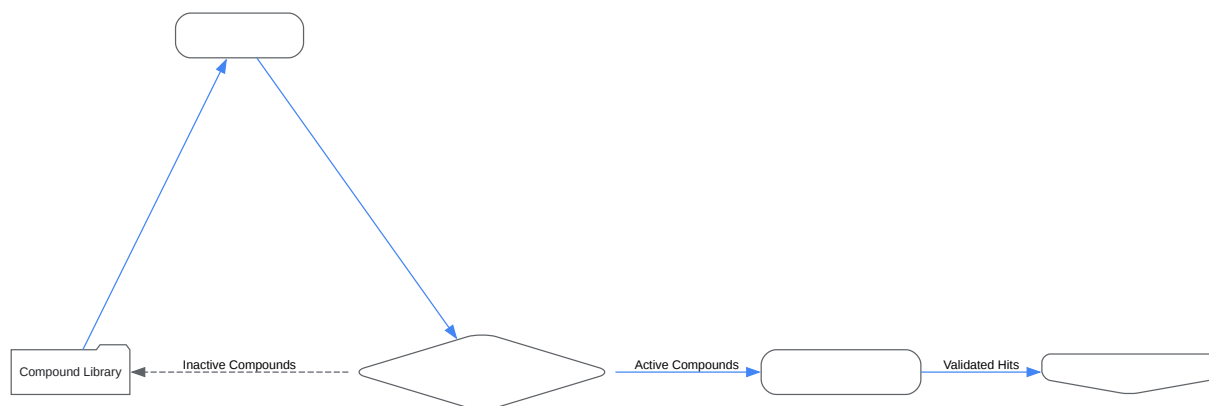 Compound Library
Inactive Compounds
Active Compounds
Validated Hits